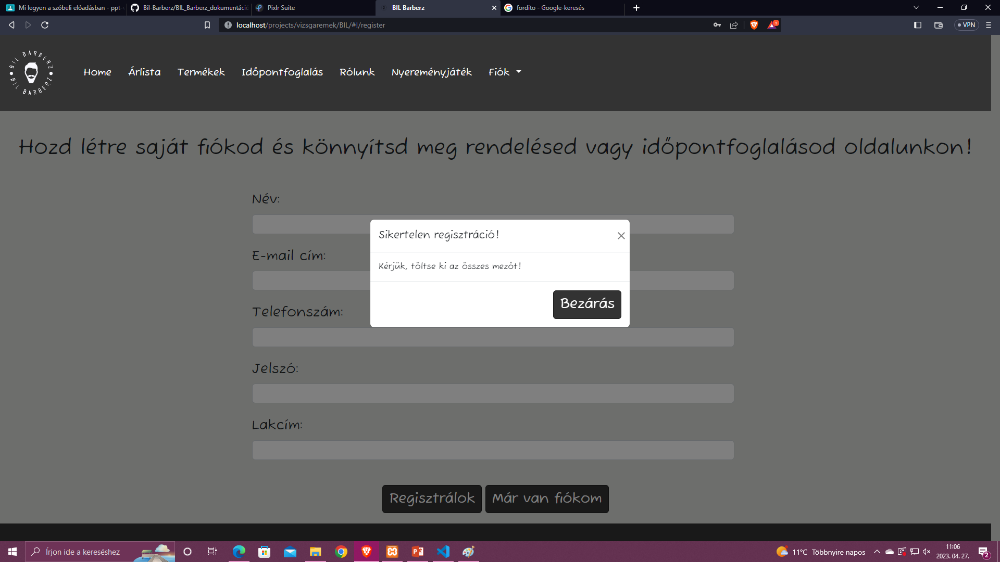 Mi legyen a szóbeli előadásban - ppt-
Bil-Barberz/BIL_Barberz_dokumentáció
Pixlr Suite
BIL Barberz
fordito - Google-keresés
localhost/projects/vizsgaremek/BIL/#!/register
1
VPN
BIL BARBERZ
BIL BARBERZ
Home
Árlista
Termékek
Időpontfoglalás
Rólunk
Nyereményjáték
Fiók
Hozd létre saját fiókod és könnyítsd meg rendelésed vagy időpontfoglalásod oldalunkon!
Név:
Sikertelen regisztráció!
E-mail cím:
Kérjük, töltse ki az összes mezőt!
Bezárás
Telefonszám:
Jelszó:
Lakcím:
Regisztrálok
Már van fiókom
Írjon ide a kereséshez
11°C Többnyire napos
11:06
2023. 04. 27.
2